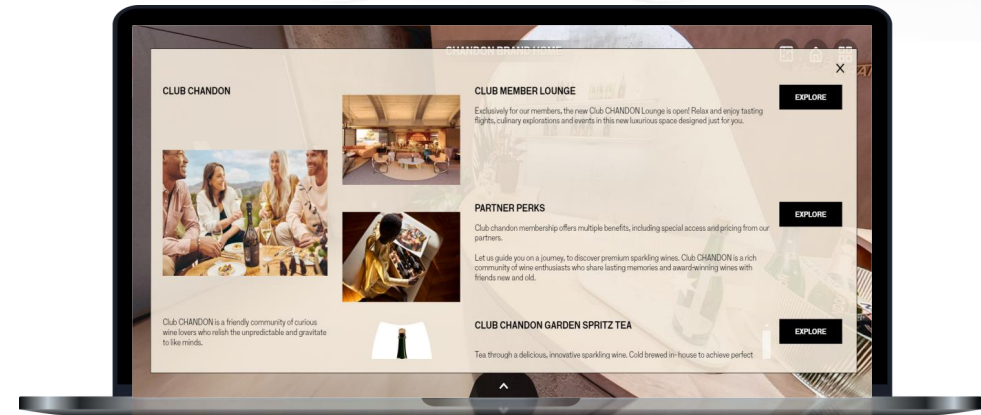 CHANDON BRAND HOME
X
CLUB CHANDON
Club CHANDON is a friendly community of curious
wine lovers who relish the unpredictable and gravitate
to like minds.
CLUB MEMBER LOUNGE
EXPLORE
Exclusively for our members, the new Club CHANDON Lounge is open! Relax and enjoy tasting
flights, culinary explorations and events in this new luxurious space designed just for you.
PARTNER PERKS
EXPLORE
Club chandon membership offers multiple benefits, including special access and pricing from our
partners.
Let us guide you on a journey, to discover premium sparkling wines. Club CHANDON is a rich
community of wine enthusiasts who share lasting memories and award-winning wines with
friends new and old.
CLUB CHANDON GARDEN SPRITZ TEA
EXPLORE
Tea through a delicious, innovative sparkling wine. Cold brewed in-house to achieve perfect